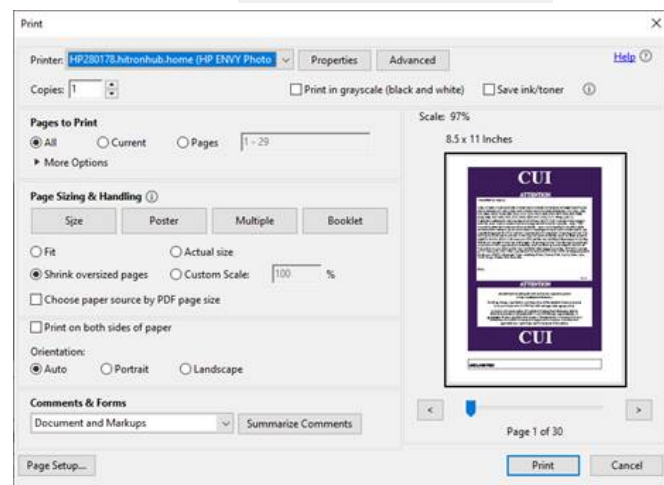 Print
Printer: HP280178.hitronhub.home (HP ENVY Photo Properties Advanced Help
Copies: 1 Print in grayscale (black and white) Save ink/toner
Pages to Print
All Current Pages 1 - 29
More Options
Page Sizing & Handling
Size Poster Multiple Booklet
Fit Actual size
Shrink oversized pages Custom Scale: 100 %
Choose paper source by PDF page size
Print on both sides of paper
Orientation:
Auto Portrait Landscape
Comments & Forms
Document and Markups Summarize Comments
Page Setup...
Scale: 97%
8.5 x 11 Inches
CUI
ATTENTION
ATTENTION
CUI
< >
Page 1 of 30
Print Cancel